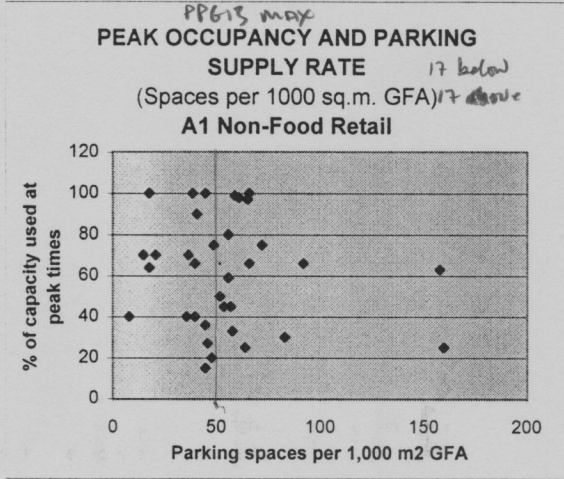 PPG13 max
PEAK OCCUPANCY AND PARKING
SUPPLY RATE
17 below
(Spaces per 1000 sq.m. GFA)
17 above
A1 Non-Food Retail
120
100
80
60
40
20
0
% of capacity used at
peak times
0 50 100 150 200
Parking spaces per 1,000 m2 GFA